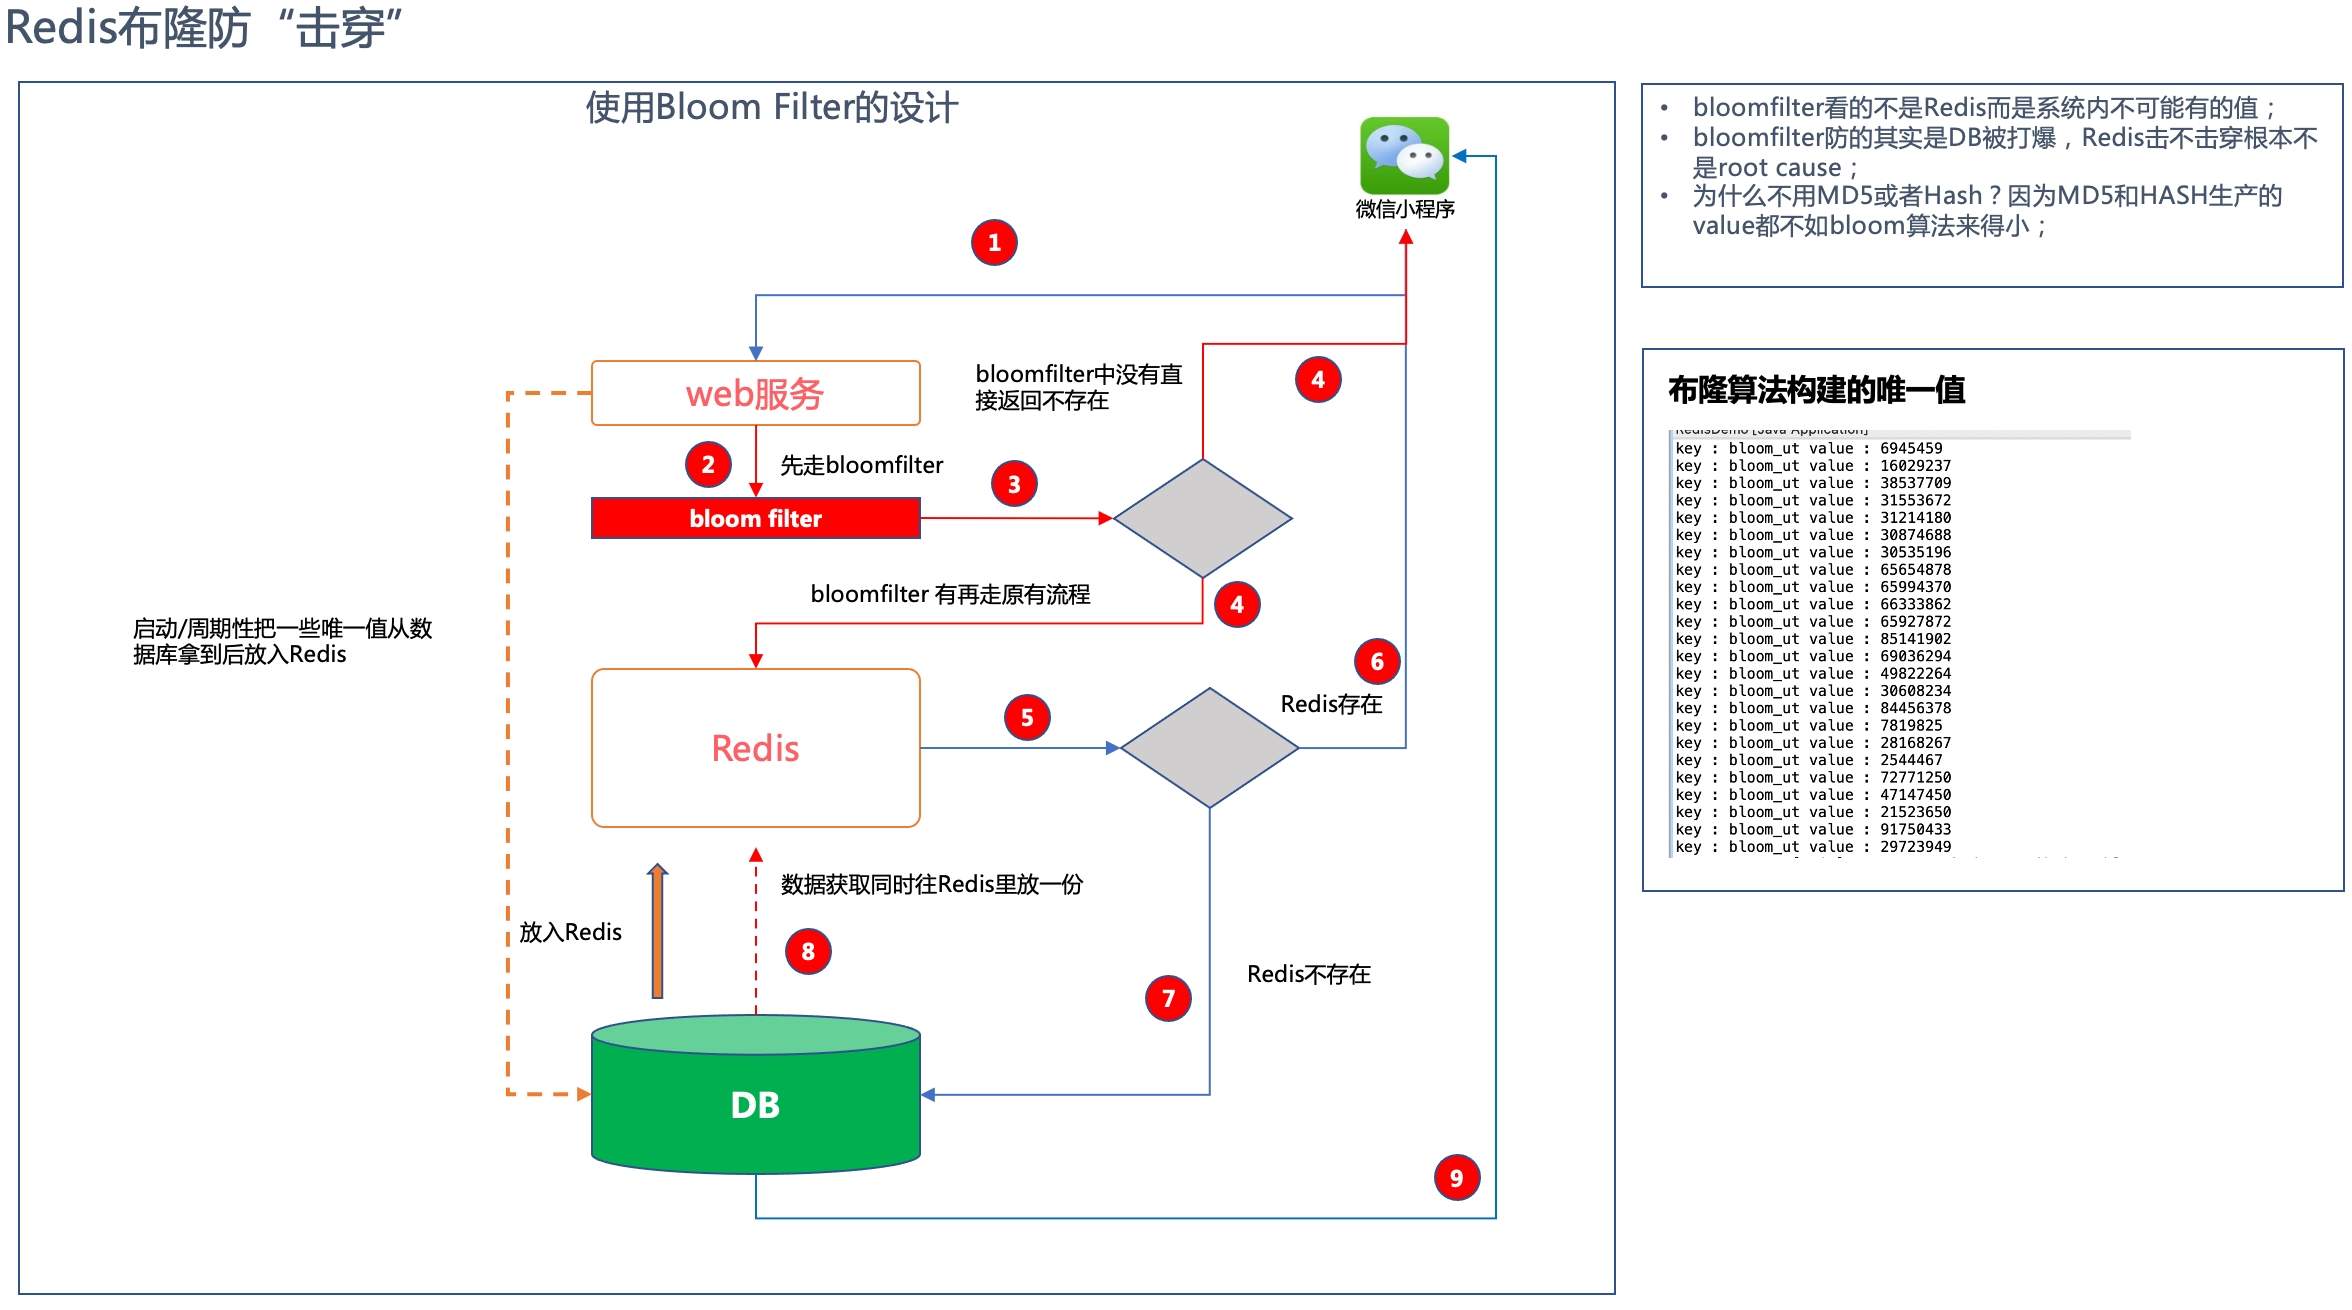 Redis布隆防“击穿”
使用Bloom Filter的设计
微信小程序
1
web服务
bloomfilter中没有直
接返回不存在
4
2
先走bloomfilter
3
bloom filter
bloomfilter 有再走原有流程
4
启动/周期性把一些唯一值从数
据库拿到后放入Redis
6
Redis存在
5
Redis
数据获取同时往Redis里放一份
放入Redis
8
Redis不存在
7
DB
9
• bloomfilter看的不是Redis而是系统内不可能有的值；
• bloomfilter防的其实是DB被打爆，Redis击不击穿根本不
是root cause；
• 为什么不用MD5或者Hash？因为MD5和HASH生产的
value都不如bloom算法来得小；
布隆算法构建的唯一值
RedisDemo [Java Application]
key : bloom_ut value : 6945459
key : bloom_ut value : 16029237
key : bloom_ut value : 38537709
key : bloom_ut value : 31553672
key : bloom_ut value : 31214180
key : bloom_ut value : 30874688
key : bloom_ut value : 30535196
key : bloom_ut value : 65654878
key : bloom_ut value : 65994370
key : bloom_ut value : 66333862
key : bloom_ut value : 65927872
key : bloom_ut value : 85141902
key : bloom_ut value : 69036294
key : bloom_ut value : 49822264
key : bloom_ut value : 30608234
key : bloom_ut value : 84456378
key : bloom_ut value : 7819825
key : bloom_ut value : 28168267
key : bloom_ut value : 2544467
key : bloom_ut value : 72771250
key : bloom_ut value : 47147450
key : bloom_ut value : 21523650
key : bloom_ut value : 91750433
key : bloom_ut value : 29723949